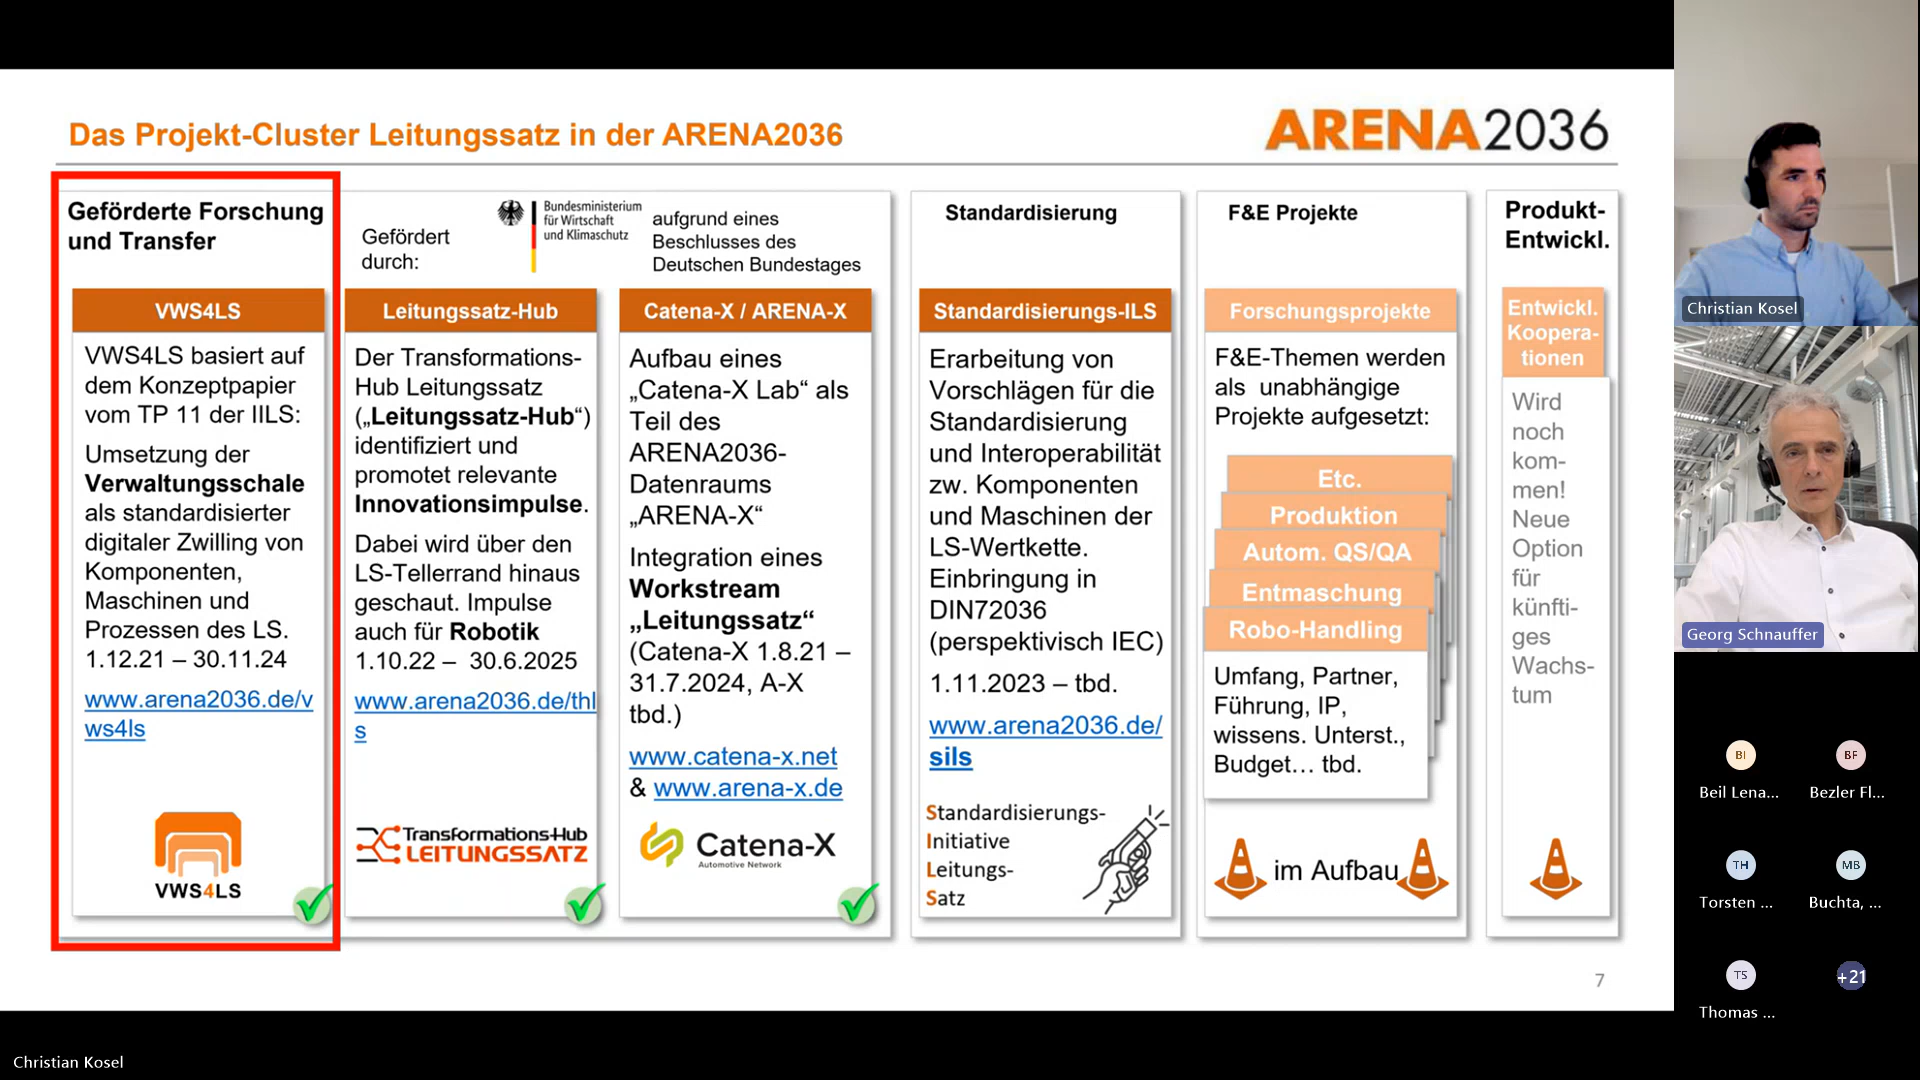 Das Projekt-Cluster Leitungssatz in der ARENA2036
ARENA2036
Geförderte Forschung
und Transfer
Gefördert
durch:
Bundesministerium
für Wirtschaft
und Klimaschutz
aufgrund eines
Beschlusses des
Deutschen Bundestages
VWS4LS
VWS4LS basiert auf
dem Konzeptpapier
vom TP 11 der IILS:
Umsetzung der
Verwaltungsschale
als standardisierter
digitaler Zwilling von
Komponenten,
Maschinen und
Prozessen des LS.
1.12.21 – 30.11.24
www.arena2036.de/v
ws4ls
VWS4LS
Leitungssatz-Hub
Der Transformations-
Hub Leitungssatz
(„Leitungssatz-Hub“)
identifiziert und
promotet relevante
Innovationsimpulse.
Dabei wird über den
LS-Tellerrand hinaus
geschaut. Impulse
auch für Robotik
1.10.22 – 30.6.2025
www.arena2036.de/thl
s
Transformations-Hub
LEITUNGSSATZ
Catena-X / ARENA-X
Aufbau eines
„Catena-X Lab“ als
Teil des
ARENA2036-
Datenraums
„ARENA-X“
Integration eines
Workstream
„Leitungssatz“
(Catena-X 1.8.21 –
31.7.2024, A-X
tbd.)
www.catena-x.net
& www.arena-x.de
Catena-X
Automotive Network
Standardisierung
Standardisierungs-ILS
Erarbeitung von
Vorschlägen für die
Standardisierung
und Interoperabilität
zw. Komponenten
und Maschinen der
LS-Wertkette.
Einbringung in
DIN72036
(perspektivisch IEC)
1.11.2023 – tbd.
www.arena2036.de/
sils
Standardisierungs-
Initiative
Leitungs-
Satz
F&E Projekte
Forschungsprojekte
F&E-Themen werden
als unabhängige
Projekte aufgesetzt:
Etc.
Produktion
Autom. QS/QA
Entmaschung
Robo-Handling
Umfang, Partner,
Führung, IP,
wissens. Unterst.,
Budget… tbd.
im Aufbau
Produkt-
Entwickl.
Entwickl.
Koopera-
tionen
Wird
noch
kom-
men!
Neue
Option
für
künfti-
ges
Wachs-
tum
7
Christian Kosel
Georg Schnauffer
BI
Beil Lena...
BF
Bezler Fl...
TH
Torsten ...
MB
Buchta, ...
TS
Thomas ...
+21
Christian Kosel